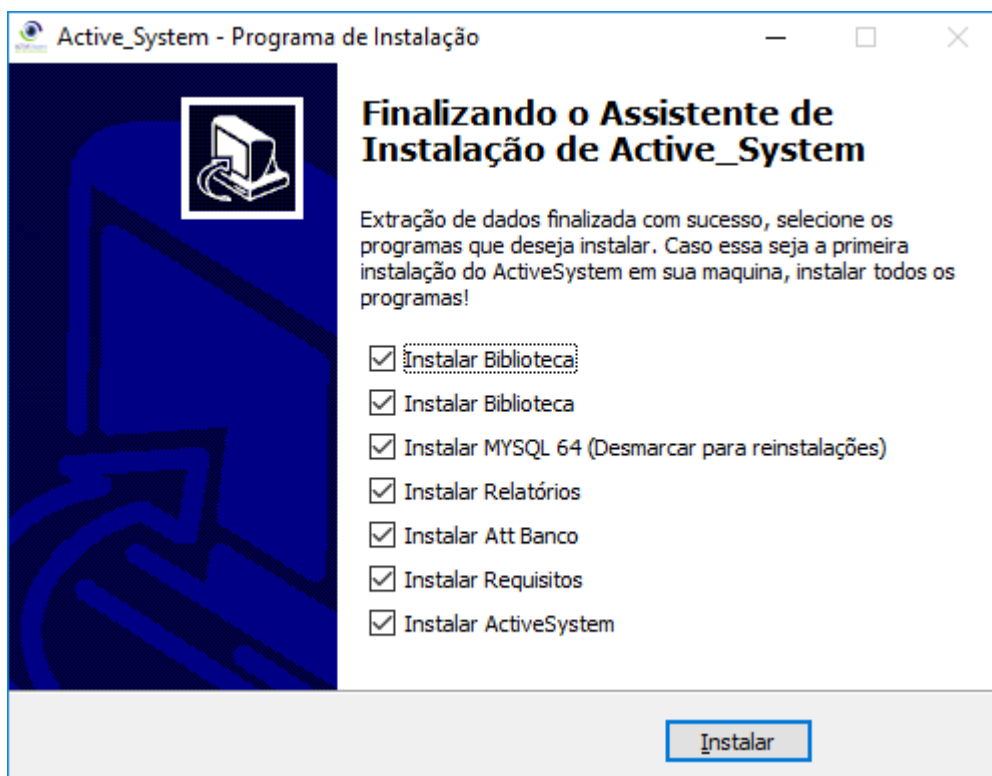 Active_System - Programa de Instalação
Finalizando o Assistente de
Instalação de Active_System
Extração de dados finalizada com sucesso, selecione os
programas que deseja instalar. Caso essa seja a primeira
instalação do ActiveSystem em sua maquina, instalar todos os
programas!
Instalar Biblioteca
Instalar Biblioteca
Instalar MYSQL 64 (Desmarcar para reinstalações)
Instalar Relatórios
Instalar Att Banco
Instalar Requisitos
Instalar ActiveSystem
Instalar